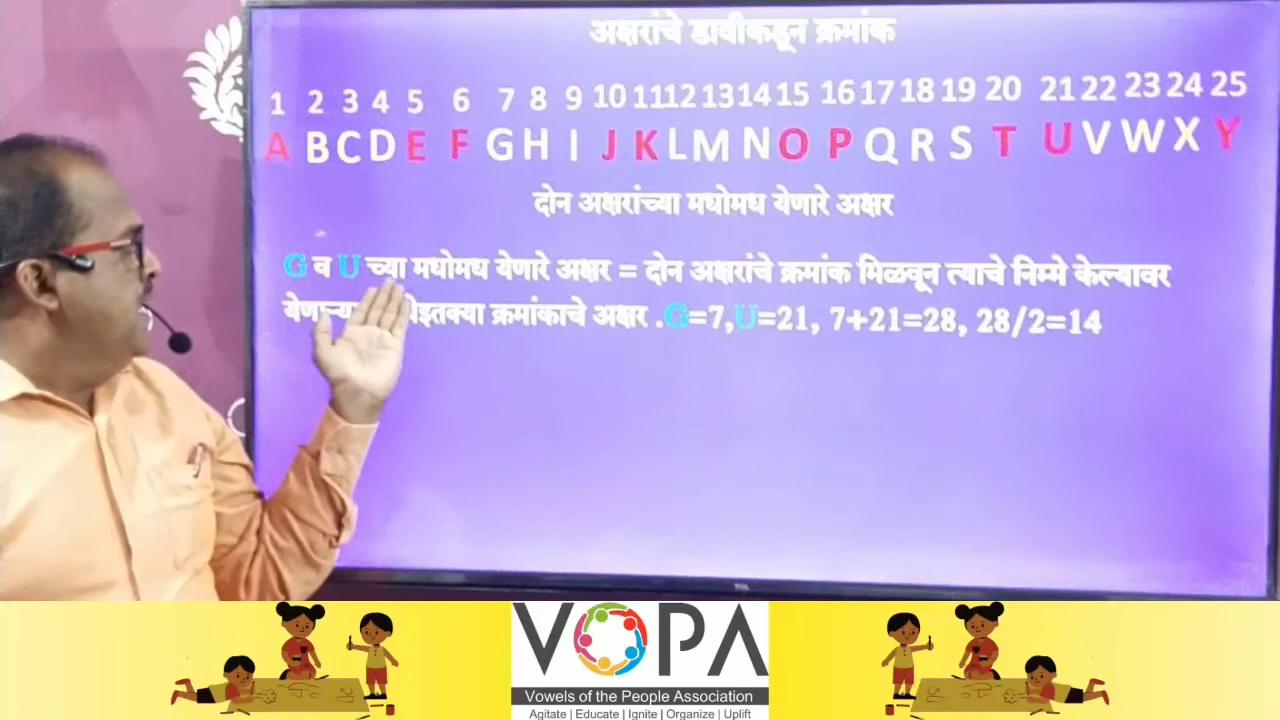 अक्षरांचे डावीकडून क्रमांक
1 2 3 4 5 6 7 8 9 10 11 12 13 14 15 16 17 18 19 20 21 22 23 24 25
A B C D E F G H I J K L M N O P Q R S T U V W X Y
दोन अक्षरांच्या मधोमध येणारे अक्षर
G व U च्या मधोमध येणारे अक्षर = दोन अक्षरांचे क्रमांक मिळवून त्याचे निम्मे केल्यावर
क्रमांकाचे अक्षर .G=7,U=21, 7+21=28, 28/2=14
VOPA
Vowels of the People Association
Agitate | Educate | Ignite | Organize | Uplift